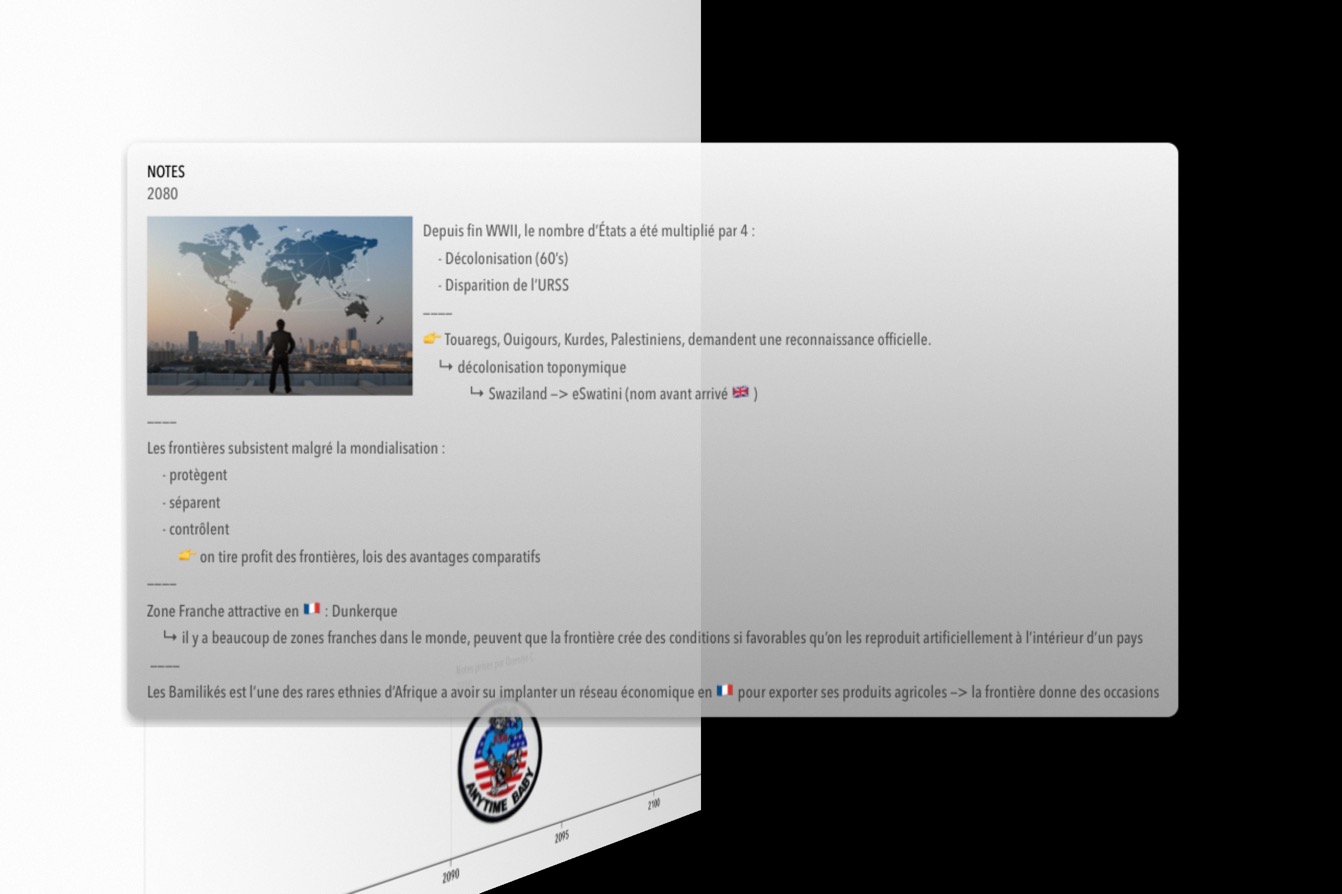 NOTES
2080
Depuis fin WWII, le nombre d'États a été multiplié par 4 :
- Décolonisation (60's)
- Disparition de l'URSS
————
👉 Touaregs, Ouigours, Kurdes, Palestiniens, demandent une reconnaissance officielle.
↪ décolonisation toponymique
↪ Swaziland –> eSwatini (nom avant arrivé 🇬🇧 )
————
Les frontières subsistent malgré la mondialisation :
- protègent
- séparent
- contrôlent
👉 on tire profit des frontières, lois des avantages comparatifs
————
Zone Franche attractive en 🇫🇷 : Dunkerque
↪ il y a beaucoup de zones franches dans le monde, peuvent que la frontière crée des conditions si favorables qu'on les reproduit artificiellement à l'intérieur d'un pays
————
Les Bamilikés est l'une des rares ethnies d'Afrique a avoir su implanter un réseau économique en 🇫🇷 pour exporter ses produits agricoles –> la frontière donne des occasions
ANYTIME BABY
2090
2095
2100